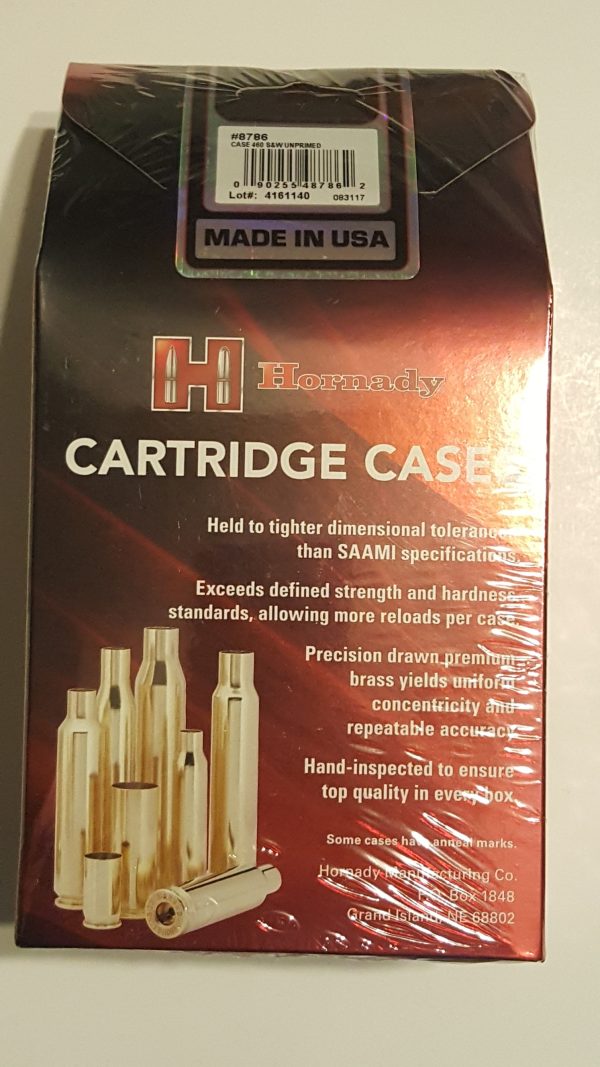 #8786
CASE 460 S&W UNPRIMED
0 90255 48786 2
Lot#: 4161140 083117
MADE IN USA
H Hornady
CARTRIDGE CASE
Held to tighter dimensional tolerances
than SAAMI specifications.
Exceeds defined strength and hardness
standards, allowing more reloads per case.
Precision drawn premium
brass yields uniform
concentricity and
repeatable accuracy.
Hand-inspected to ensure
top quality in every box.
Some cases have anneal marks.
Hornady Manufacturing Co.
P.O. Box 1848
Grand Island, NE 68802